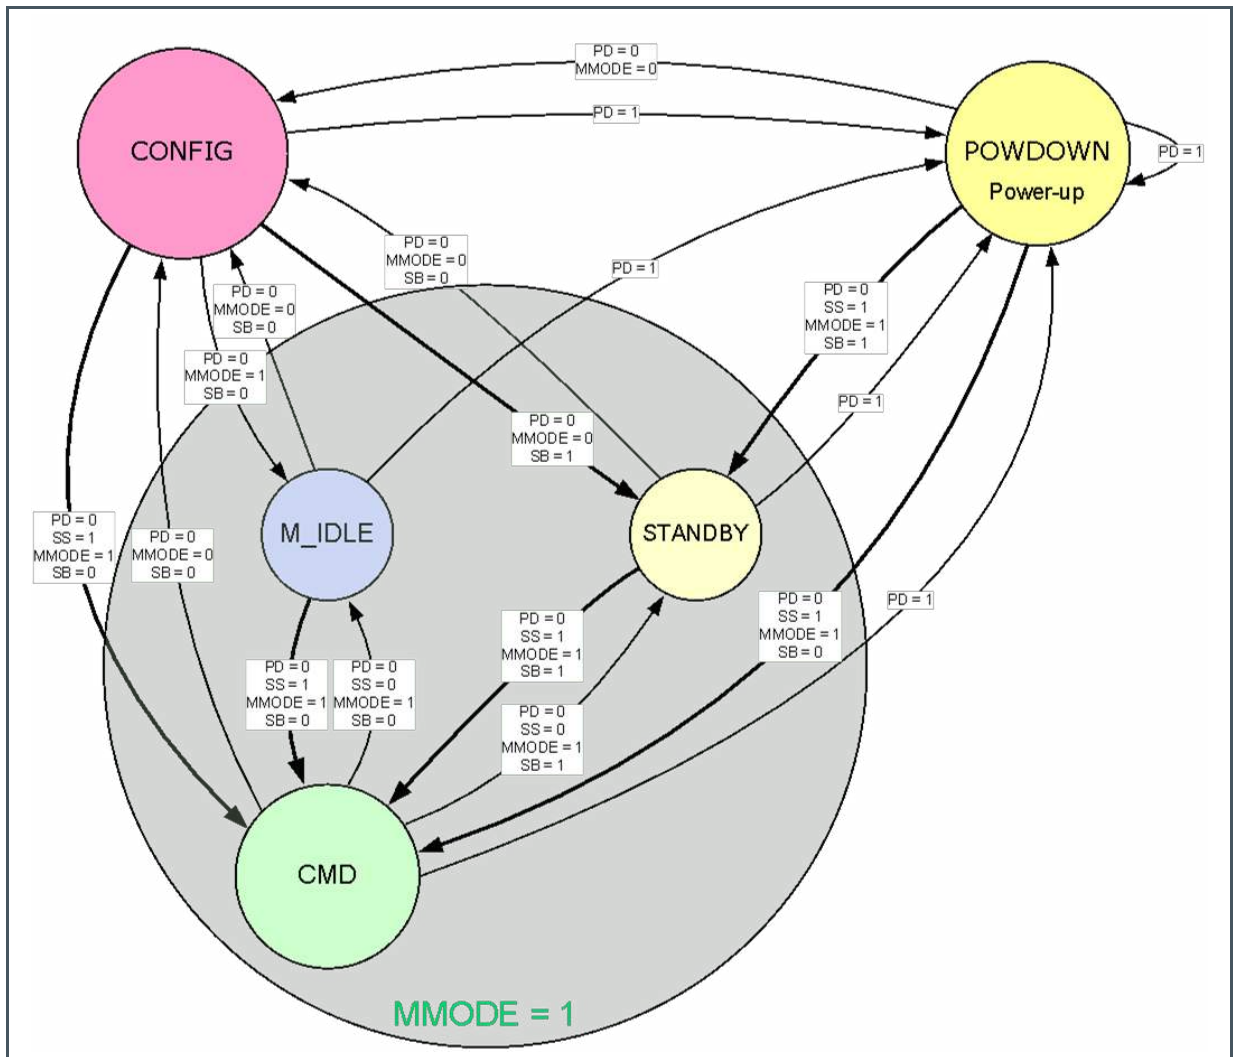 PD = 0
MMODE = 0
PD = 1
CONFIG
POWDOWN
Power-up
PD = 1
PD = 0
MMODE = 0
SB = 0
PD = 1
PD = 0
MMODE = 0
SB = 0
PD = 0
SS = 1
MMODE = 1
SB = 1
PD = 0
MMODE = 1
SB = 0
PD = 1
PD = 0
MMODE = 0
SB = 1
M_IDLE
STANDBY
PD = 0
SS = 1
MMODE = 1
SB = 0
PD = 0
MMODE = 0
SB = 0
PD = 0
SS = 1
MMODE = 1
SB = 0
PD = 1
PD = 0
SS = 1
MMODE = 1
SB = 1
PD = 0
SS = 1
MMODE = 1
SB = 0
PD = 0
SS = 0
MMODE = 1
SB = 0
PD = 0
SS = 0
MMODE = 1
SB = 1
CMD
MMODE = 1